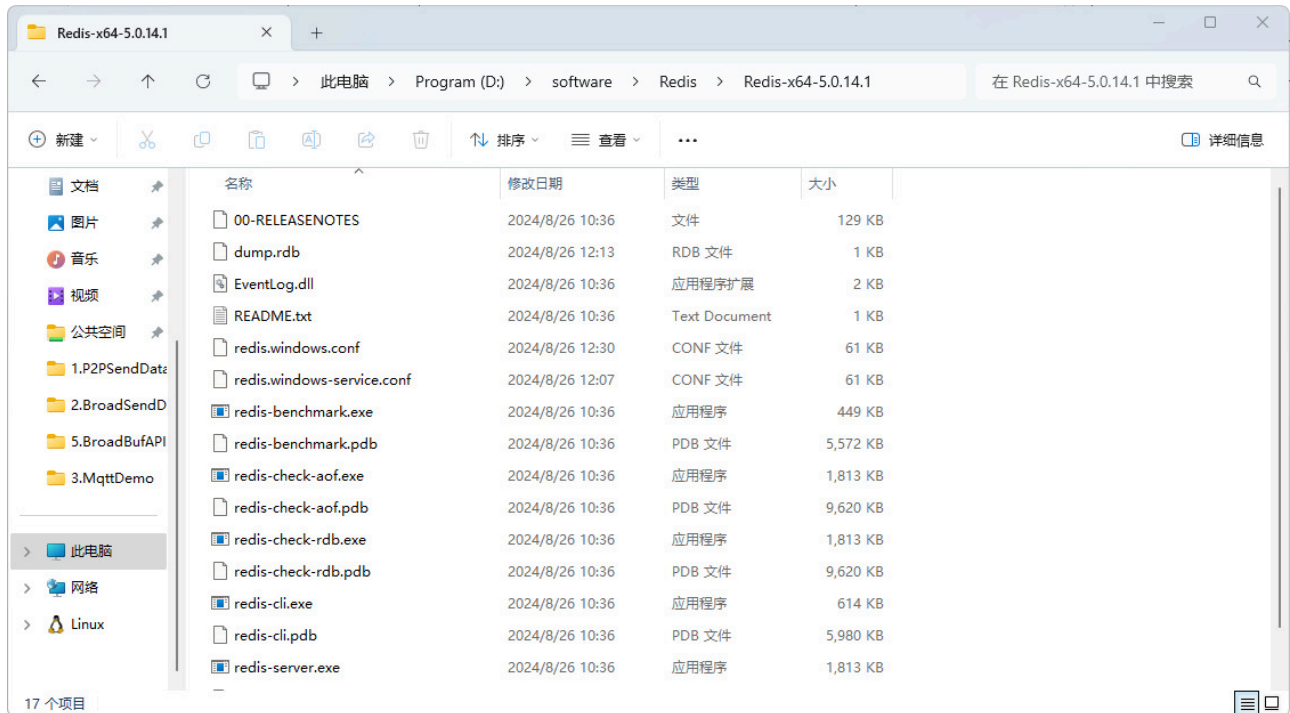 Redis-x64-5.0.14.1
此电脑 > Program (D:) > software > Redis > Redis-x64-5.0.14.1 在 Redis-x64-5.0.14.1 中搜索
新建 排序 查看 ... 详细信息
文档
图片
音乐
视频
公共空间
1.P2PSendData
2.BroadSendD
5.BroadBufAPI
3.MqttDemo
此电脑
网络
Linux
名称 修改日期 类型 大小
00-RELEASENOTES 2024/8/26 10:36 文件 129 KB
dump.rdb 2024/8/26 12:13 RDB 文件 1 KB
EventLog.dll 2024/8/26 10:36 应用程序扩展 2 KB
README.txt 2024/8/26 10:36 Text Document 1 KB
redis.windows.conf 2024/8/26 12:30 CONF 文件 61 KB
redis.windows-service.conf 2024/8/26 12:07 CONF 文件 61 KB
redis-benchmark.exe 2024/8/26 10:36 应用程序 449 KB
redis-benchmark.pdb 2024/8/26 10:36 PDB 文件 5,572 KB
redis-check-aof.exe 2024/8/26 10:36 应用程序 1,813 KB
redis-check-aof.pdb 2024/8/26 10:36 PDB 文件 9,620 KB
redis-check-rdb.exe 2024/8/26 10:36 应用程序 1,813 KB
redis-check-rdb.pdb 2024/8/26 10:36 PDB 文件 9,620 KB
redis-cli.exe 2024/8/26 10:36 应用程序 614 KB
redis-cli.pdb 2024/8/26 10:36 PDB 文件 5,980 KB
redis-server.exe 2024/8/26 10:36 应用程序 1,813 KB
17 个项目